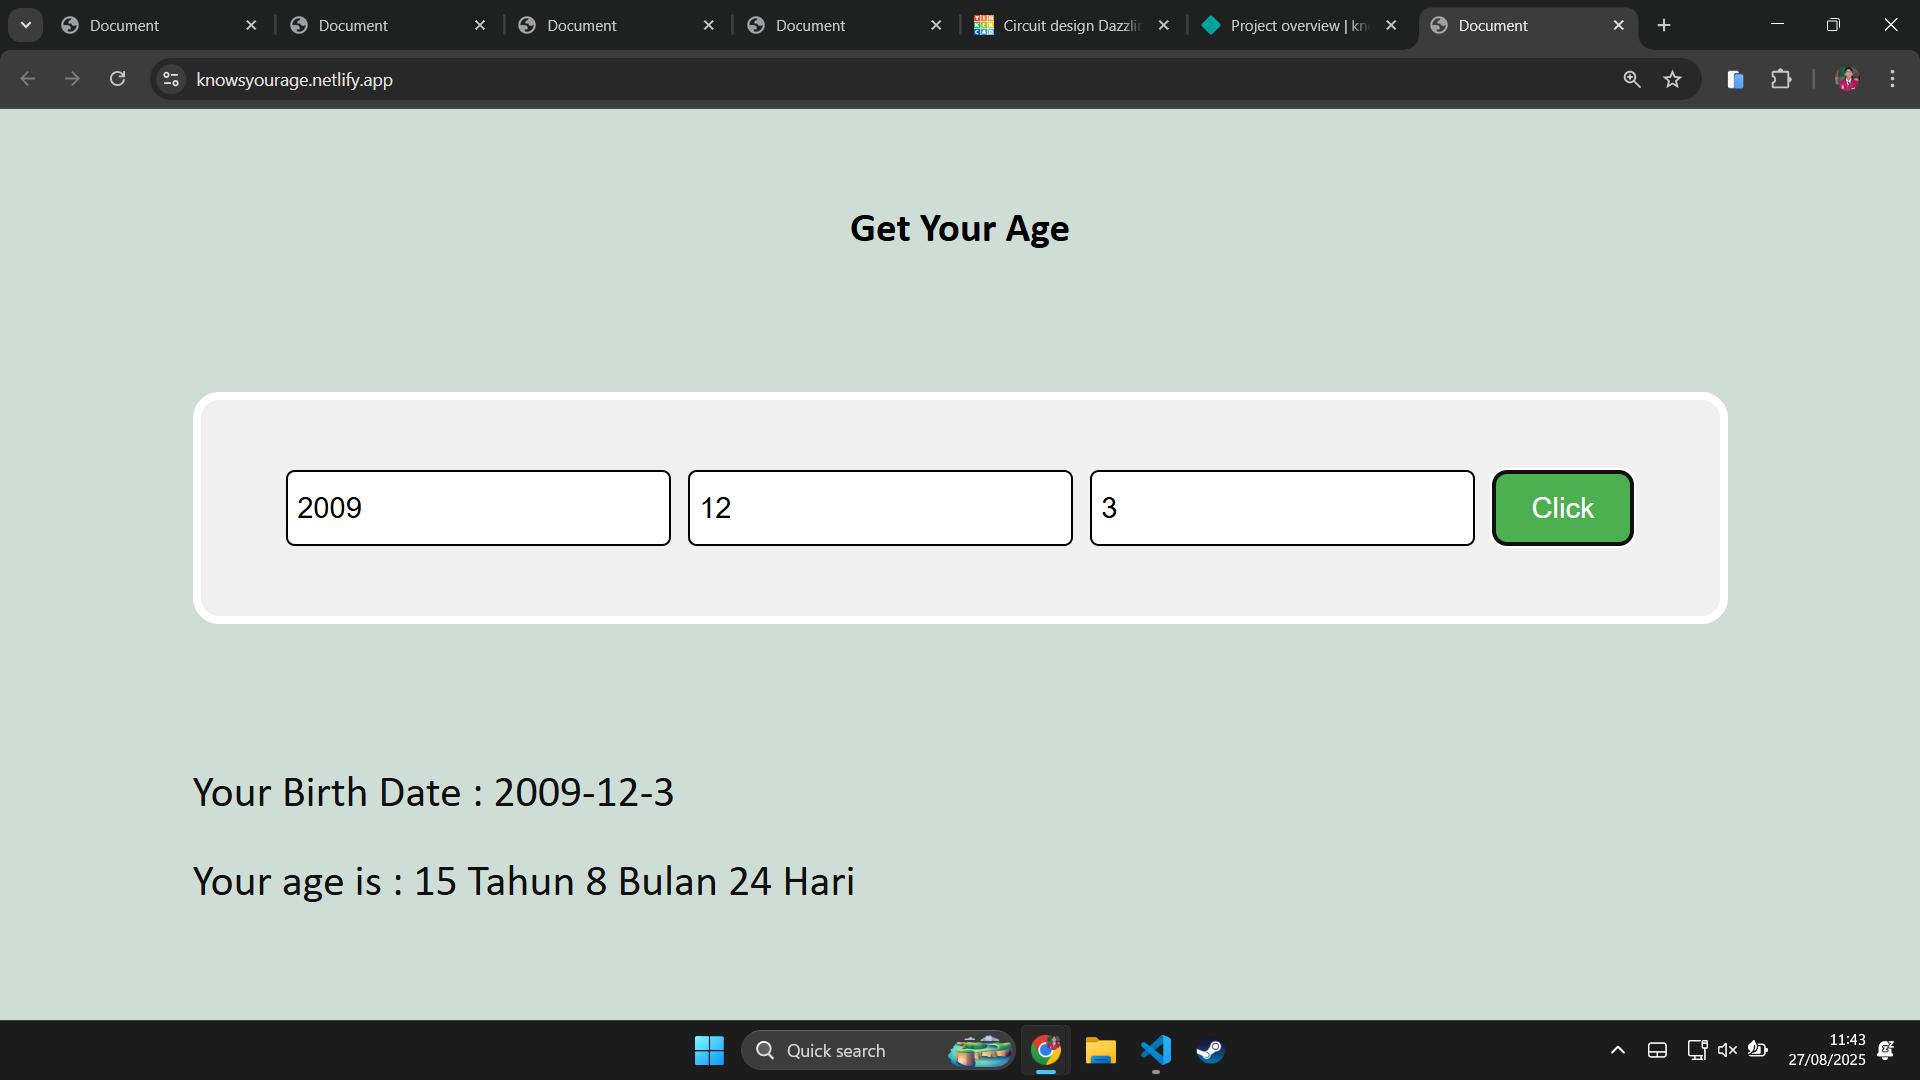 Document
Document
Document
Document
Circuit design Dazzlin
Project overview | kn
Document
knowsyourage.netlify.app
Get Your Age
2009
12
3
Click
Your Birth Date : 2009-12-3
Your age is : 15 Tahun 8 Bulan 24 Hari
Quick search
11:43
27/08/2025